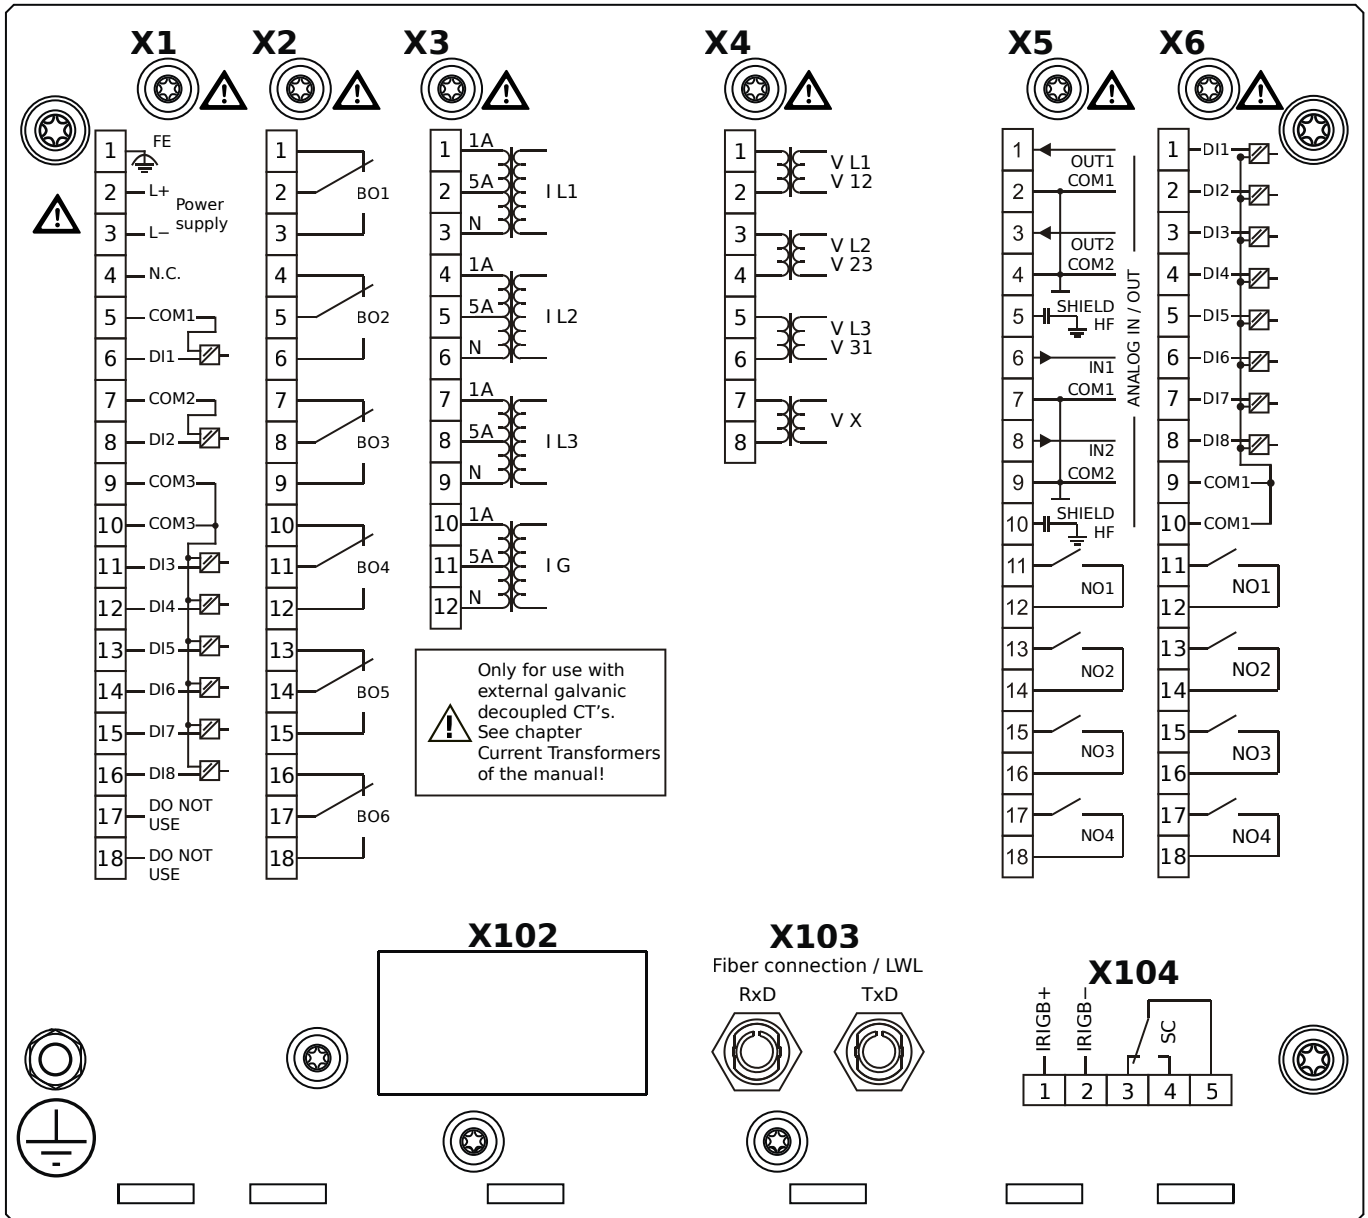 X1
X2
X3
X4
X5
X6
1 FE
2 L+
Power
supply
3 L−
4 N.C.
5 COM1
6 DI1
7 COM2
8 DI2
9 COM3
10 COM3
11 DI3
12 DI4
13 DI5
14 DI6
15 DI7
16 DI8
17 DO NOT
USE
18 DO NOT
USE
1
2 BO1
3
4
5 BO2
6
7
8 BO3
9
10
11 BO4
12
13
14 BO5
15
16
17 BO6
18
1 1A
2 5A I L1
3 N
4 1A
5 5A I L2
6 N
7 1A
8 5A I L3
9 N
10 1A
11 5A I G
12 N
Only for use with
external galvanic
decoupled CT's.
See chapter
Current Transformers
of the manual!
1 V L1
2 V 12
3 V L2
4 V 23
5 V L3
6 V 31
7 V X
8
1 OUT1
2 COM1
3 OUT2
4 COM2
5 SHIELD
HF
6 IN1
7 COM1
8 IN2
9 COM2
10 SHIELD
HF
ANALOG IN / OUT
11
NO1
12
13
NO2
14
15
NO3
16
17
NO4
18
1 DI1
2 DI2
3 DI3
4 DI4
5 DI5
6 DI6
7 DI7
8 DI8
9 COM1
10 COM1
11
NO1
12
13
NO2
14
15
NO3
16
17
NO4
18
X102
X103
Fiber connection / LWL
RxD TxD
X104
IRIGB+
IRIGB−
SC
1 2 3 4 5